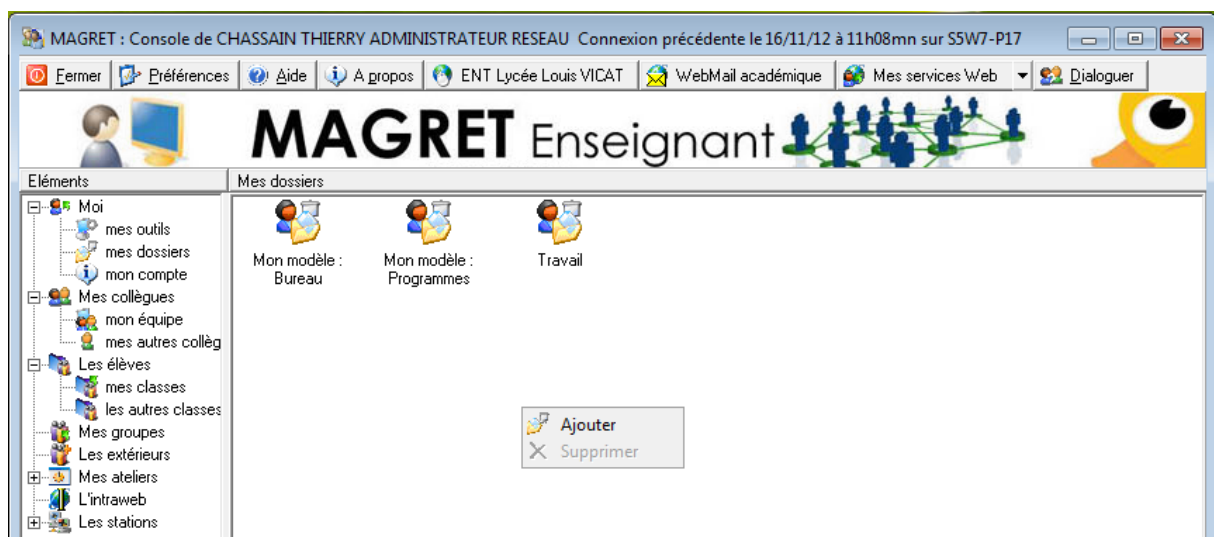 MAGRET : Console de CHASSAIN THIERRY ADMINISTRATEUR RESEAU Connexion précédente le 16/11/12 à 11h08mn sur S5W7-P17
Fermer Préférences Aide A propos ENT Lycée Louis VICAT WebMail académique Mes services Web Dialoguer
MAGRET Enseignant
Eléments
Mes dossiers
Moi
mes outils
mes dossiers
mon compte
Mes collègues
mon équipe
mes autres collèg
Les élèves
mes classes
les autres classes
Mes groupes
Les extérieurs
Mes ateliers
L'intraweb
Les stations
Mon modèle :
Bureau
Mon modèle :
Programmes
Travail
Ajouter
Supprimer